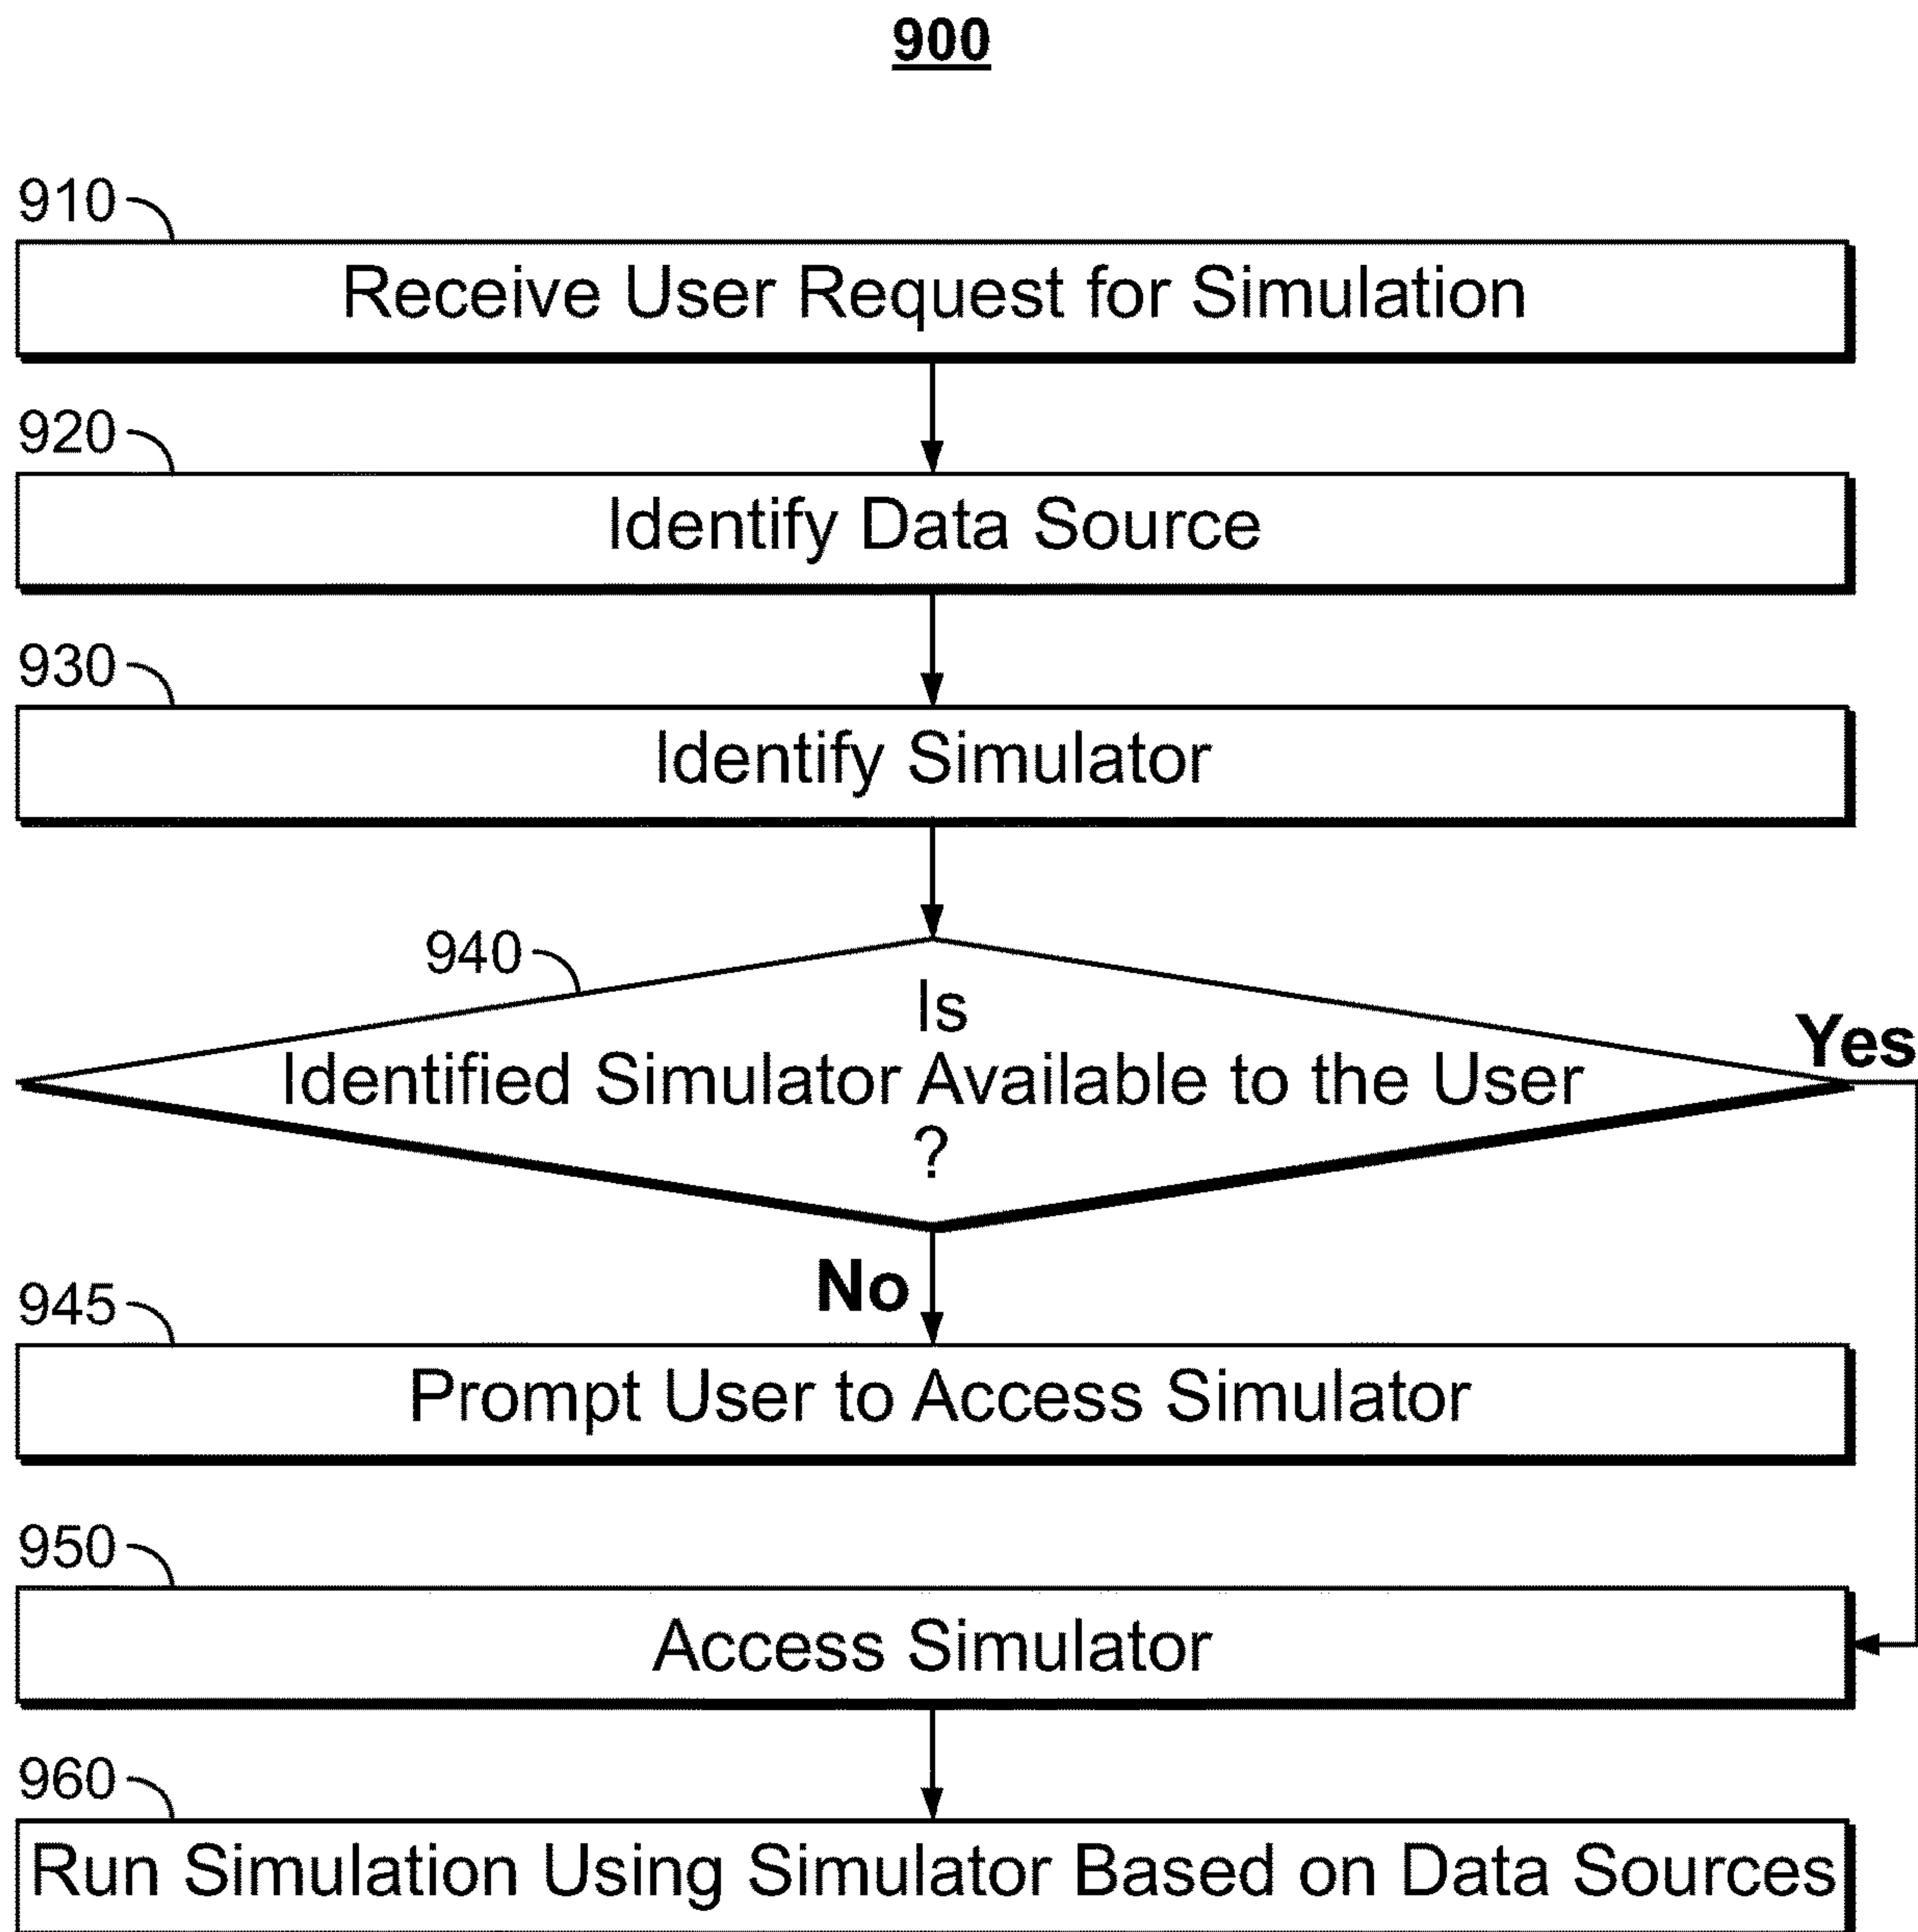 900
910
Receive User Request for Simulation
920
Identify Data Source
930
Identify Simulator
940
Is
Identified Simulator Available to the User
?
Yes
No
945
Prompt User to Access Simulator
950
Access Simulator
960
Run Simulation Using Simulator Based on Data Sources